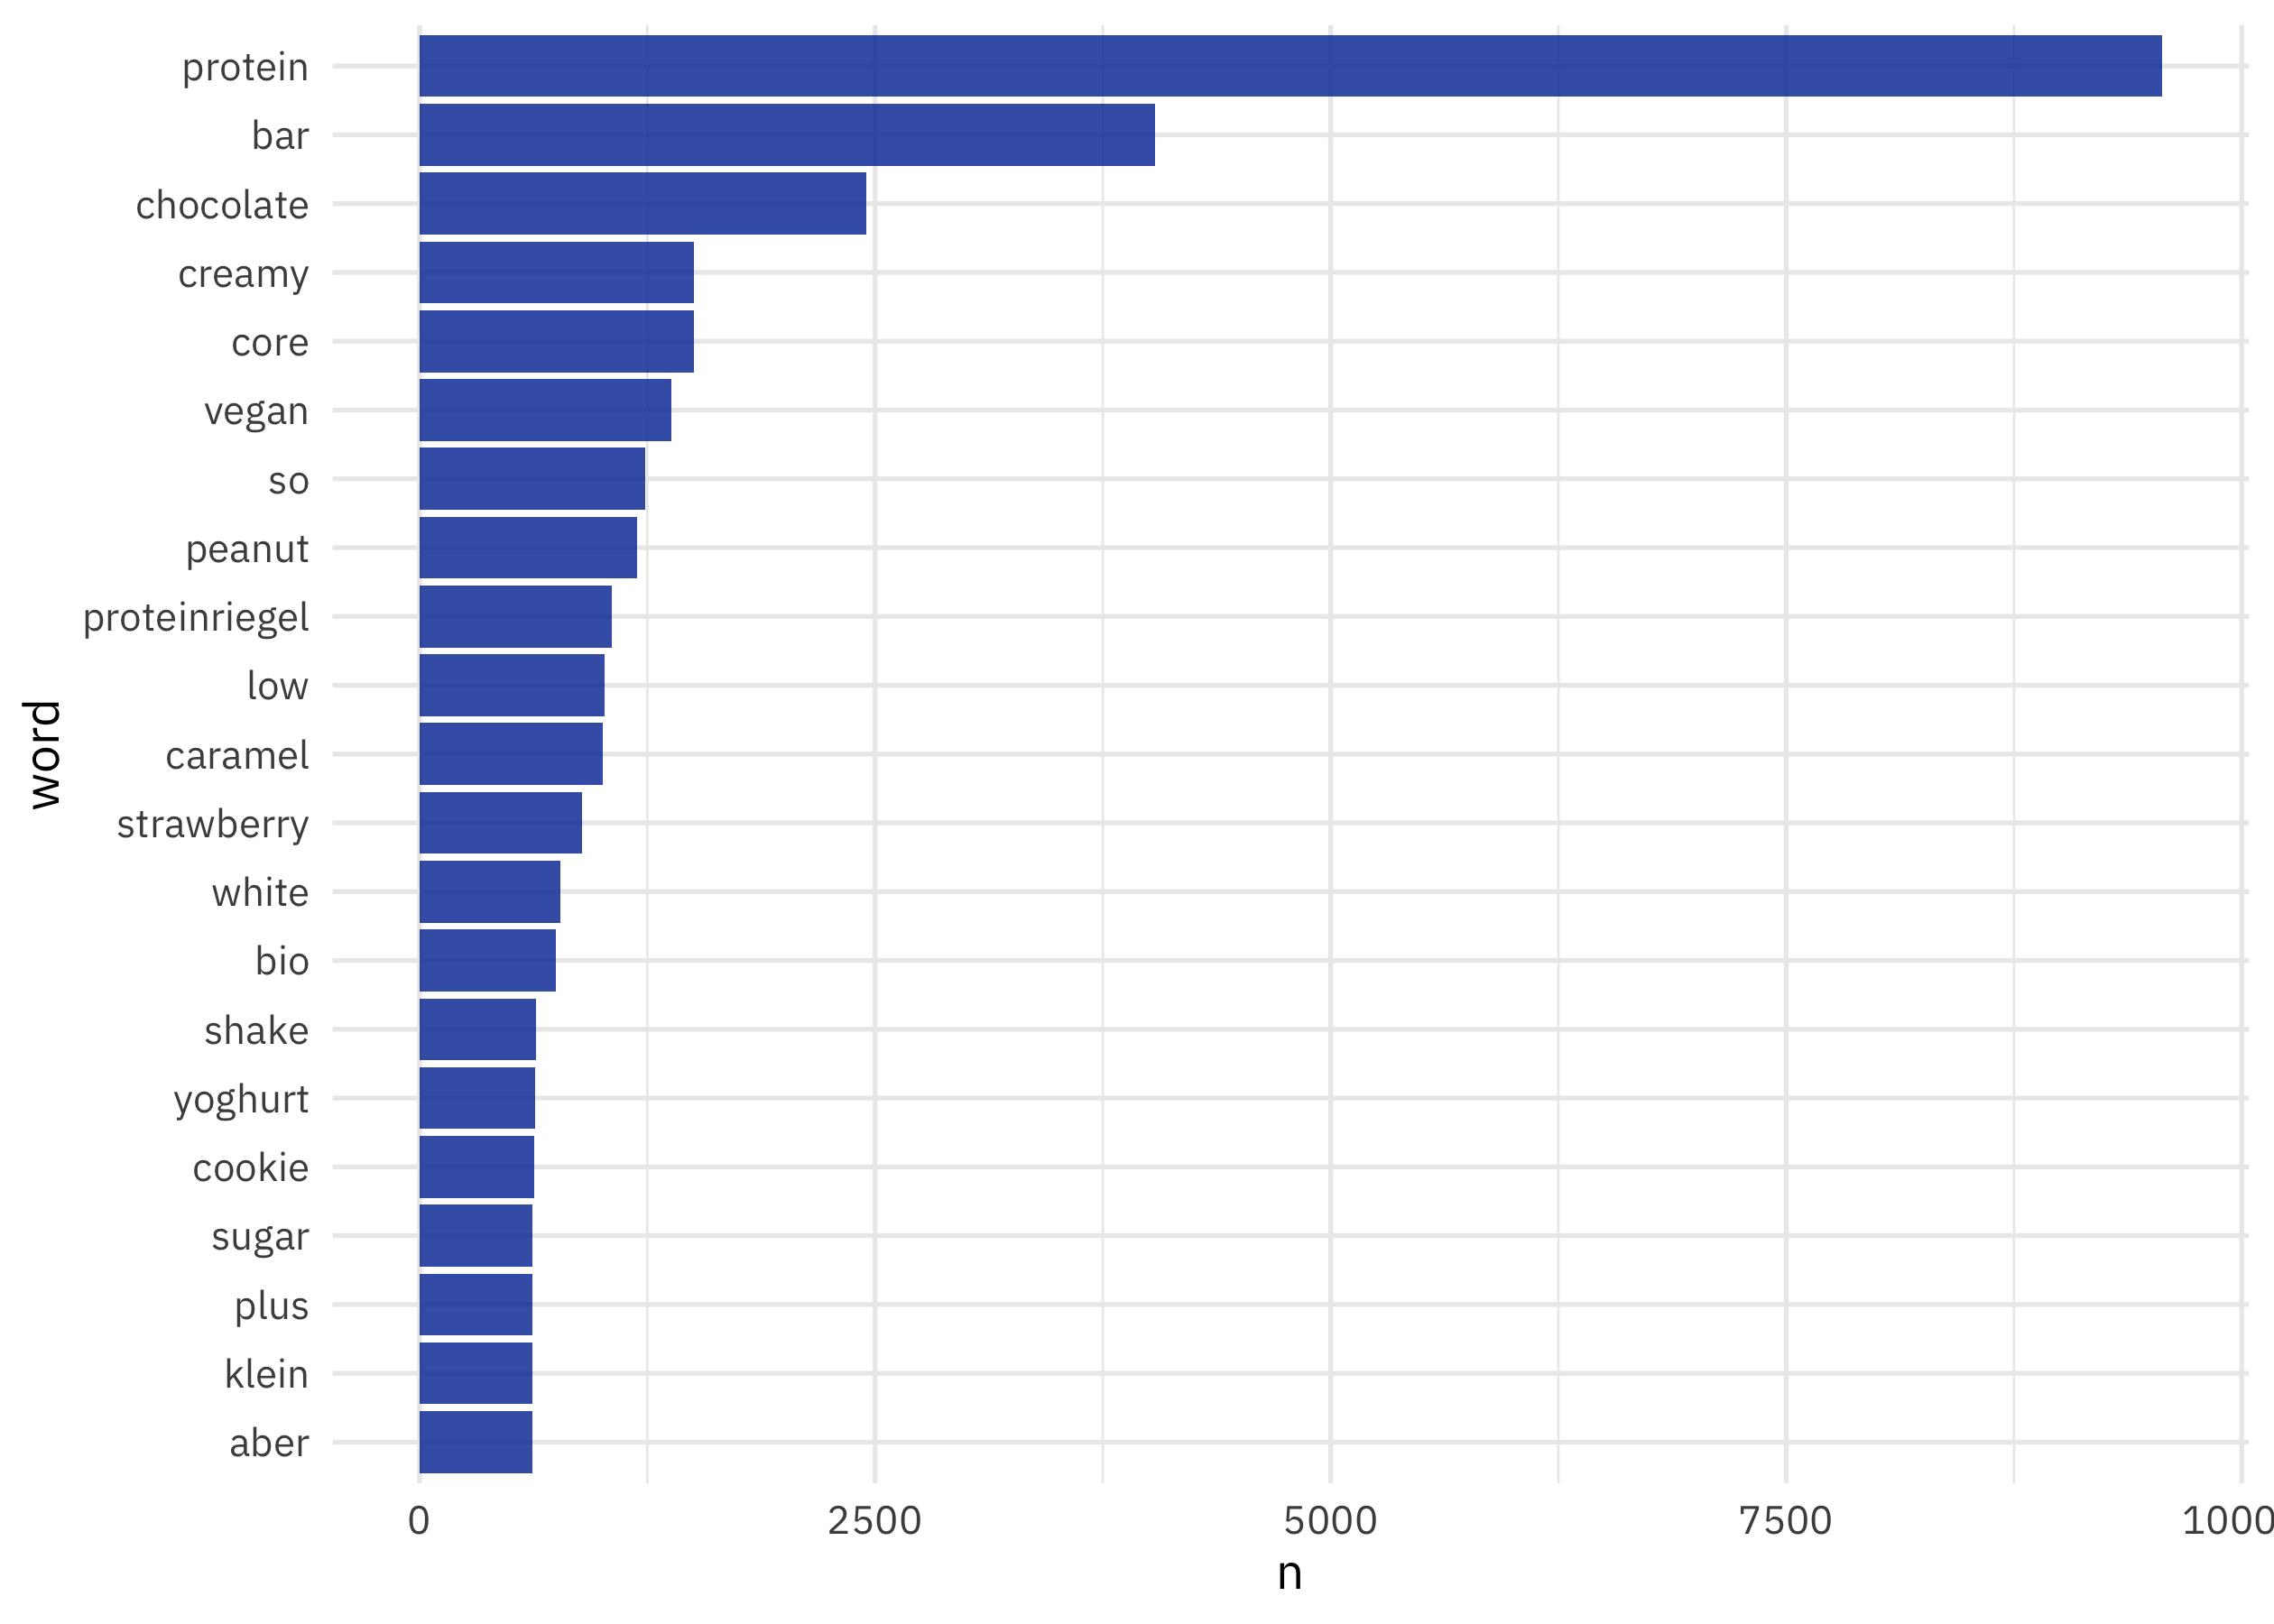 protein
bar
chocolate
creamy
core
vegan
so
peanut
proteinriegel
low
caramel
strawberry
white
bio
shake
yoghurt
cookie
sugar
plus
klein
aber
word
0 2500 5000 7500 1000
n